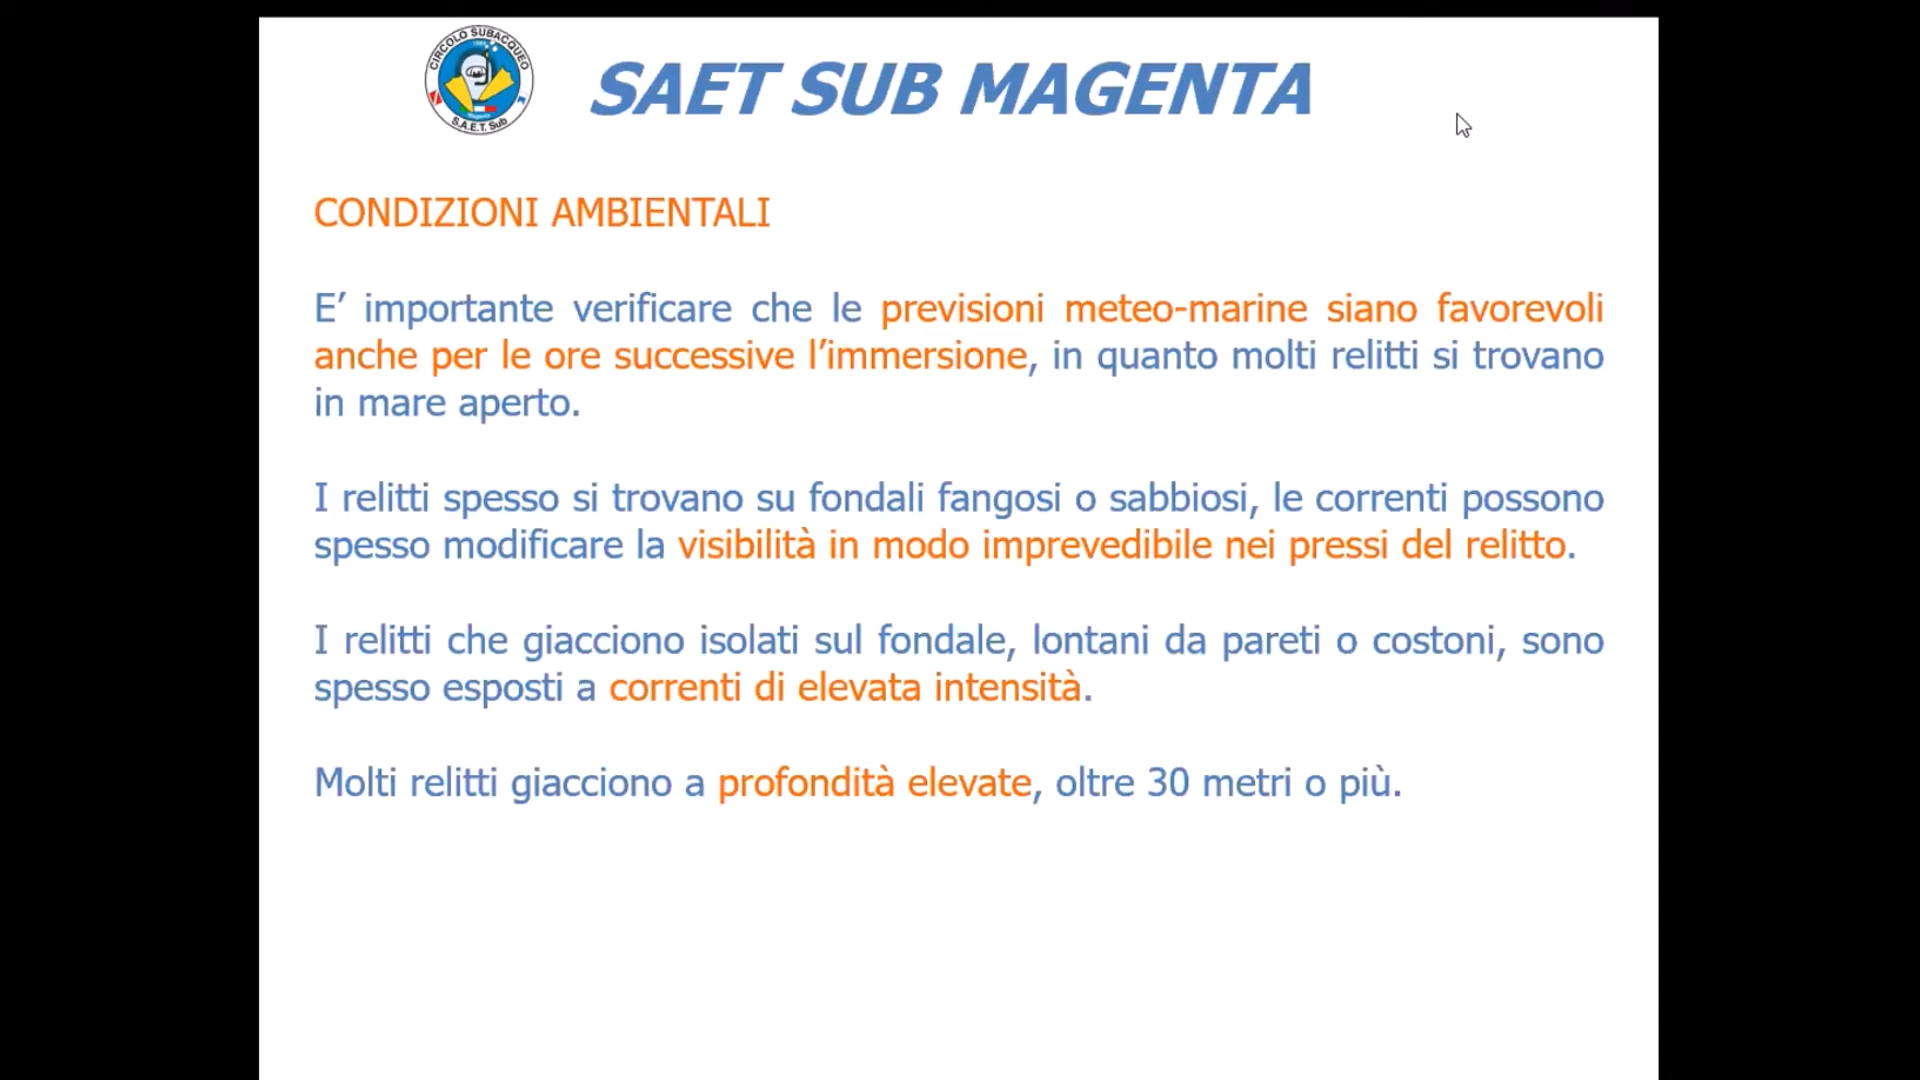 CIRCOLO SUBACQUEO
S.A.E.T. Sub
SAET SUB MAGENTA
CONDIZIONI AMBIENTALI
E’ importante verificare che le previsioni meteo-marine siano favorevoli
anche per le ore successive l’immersione, in quanto molti relitti si trovano
in mare aperto.
I relitti spesso si trovano su fondali fangosi o sabbiosi, le correnti possono
spesso modificare la visibilità in modo imprevedibile nei pressi del relitto.
I relitti che giacciono isolati sul fondale, lontani da pareti o costoni, sono
spesso esposti a correnti di elevata intensità.
Molti relitti giacciono a profondità elevate, oltre 30 metri o più.